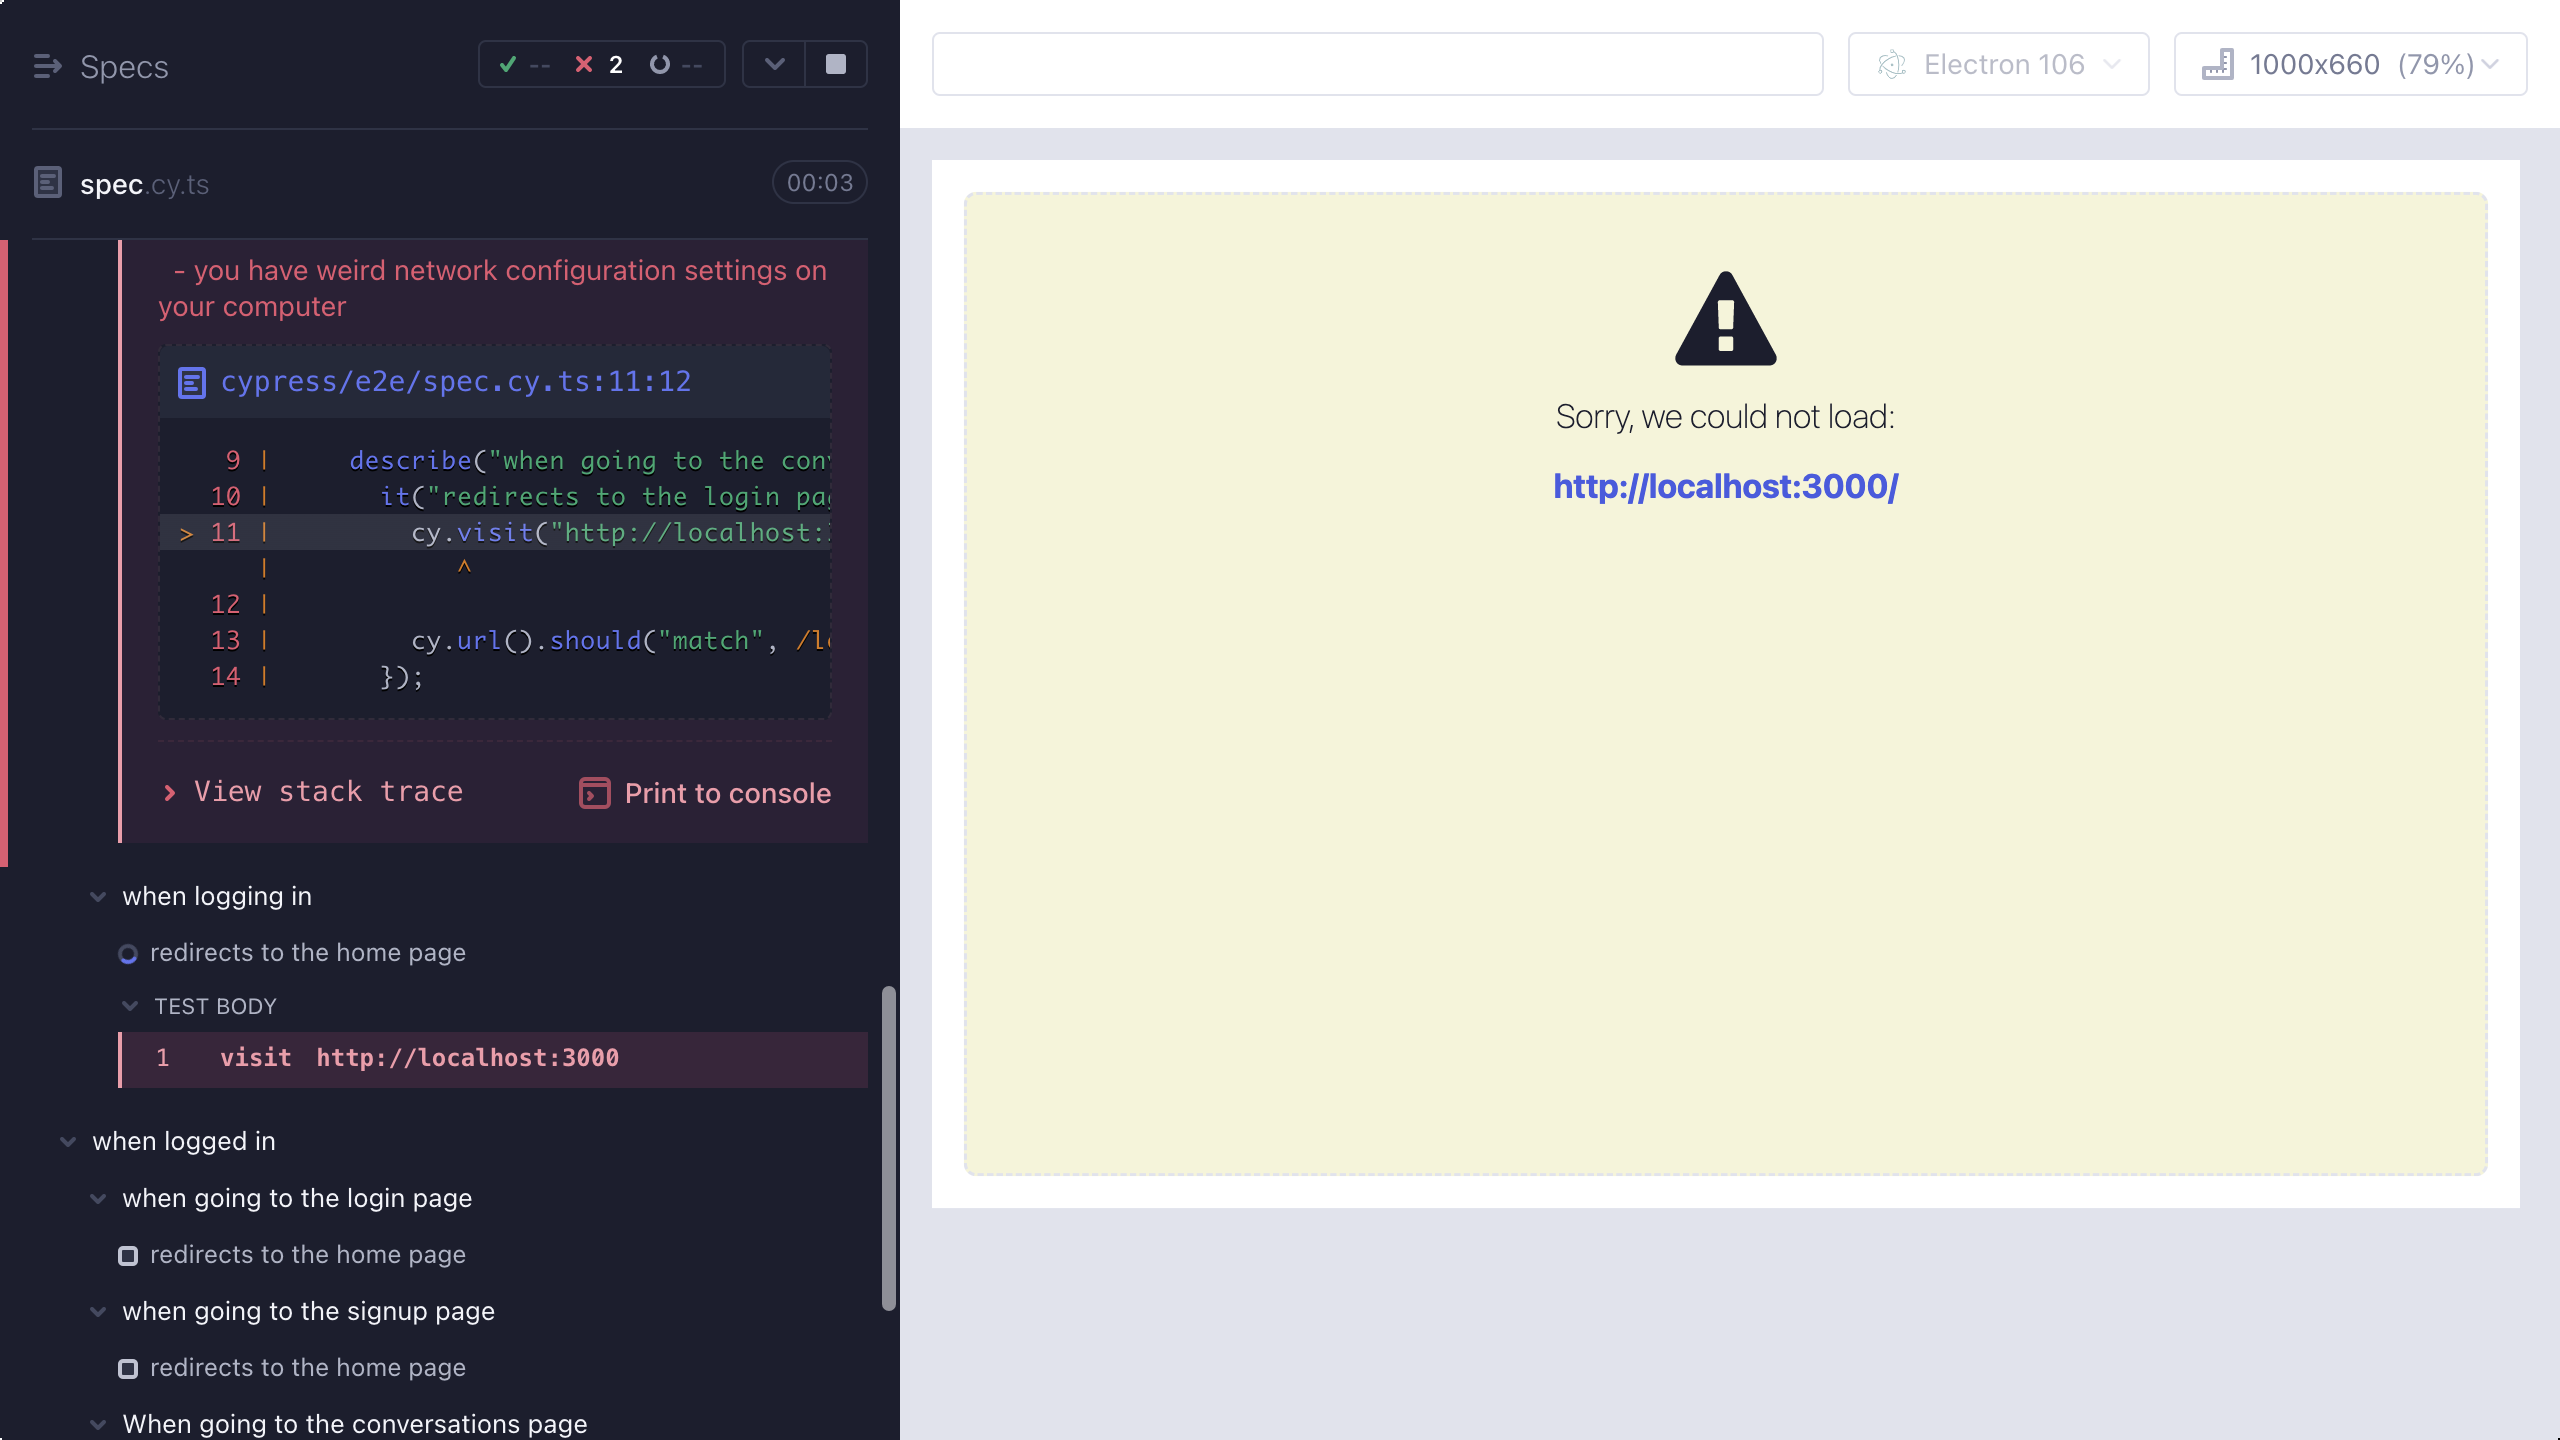 Specs
-- 2 --
spec.cy.ts
00:03
- you have weird network configuration settings on
your computer
cypress/e2e/spec.cy.ts:11:12
9 | describe("when going to the con
10 | it("redirects to the login pa
> 11 | cy.visit("http://localhost:
| ^
12 |
13 | cy.url().should("match", /l
14 | });
View stack trace
Print to console
when logging in
redirects to the home page
TEST BODY
1 visit http://localhost:3000
when logged in
when going to the login page
redirects to the home page
when going to the signup page
redirects to the home page
When going to the conversations page
Electron 106
1000x660 (79%)
Sorry, we could not load:
http://localhost:3000/